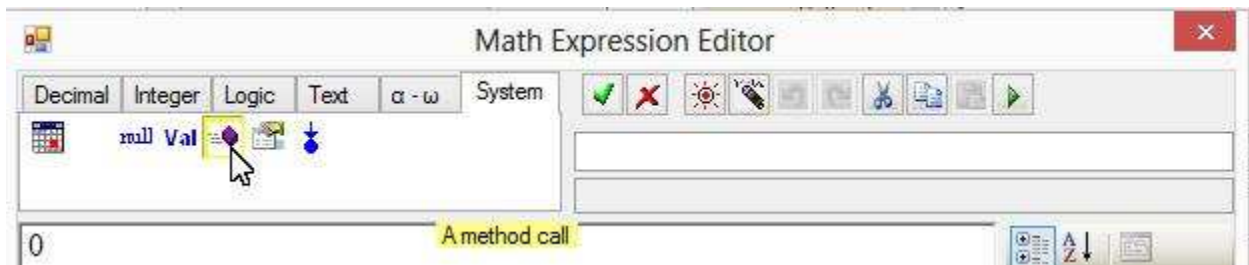 Math Expression Editor
Decimal Integer Logic Text α - ω System
null Val
A method call
0